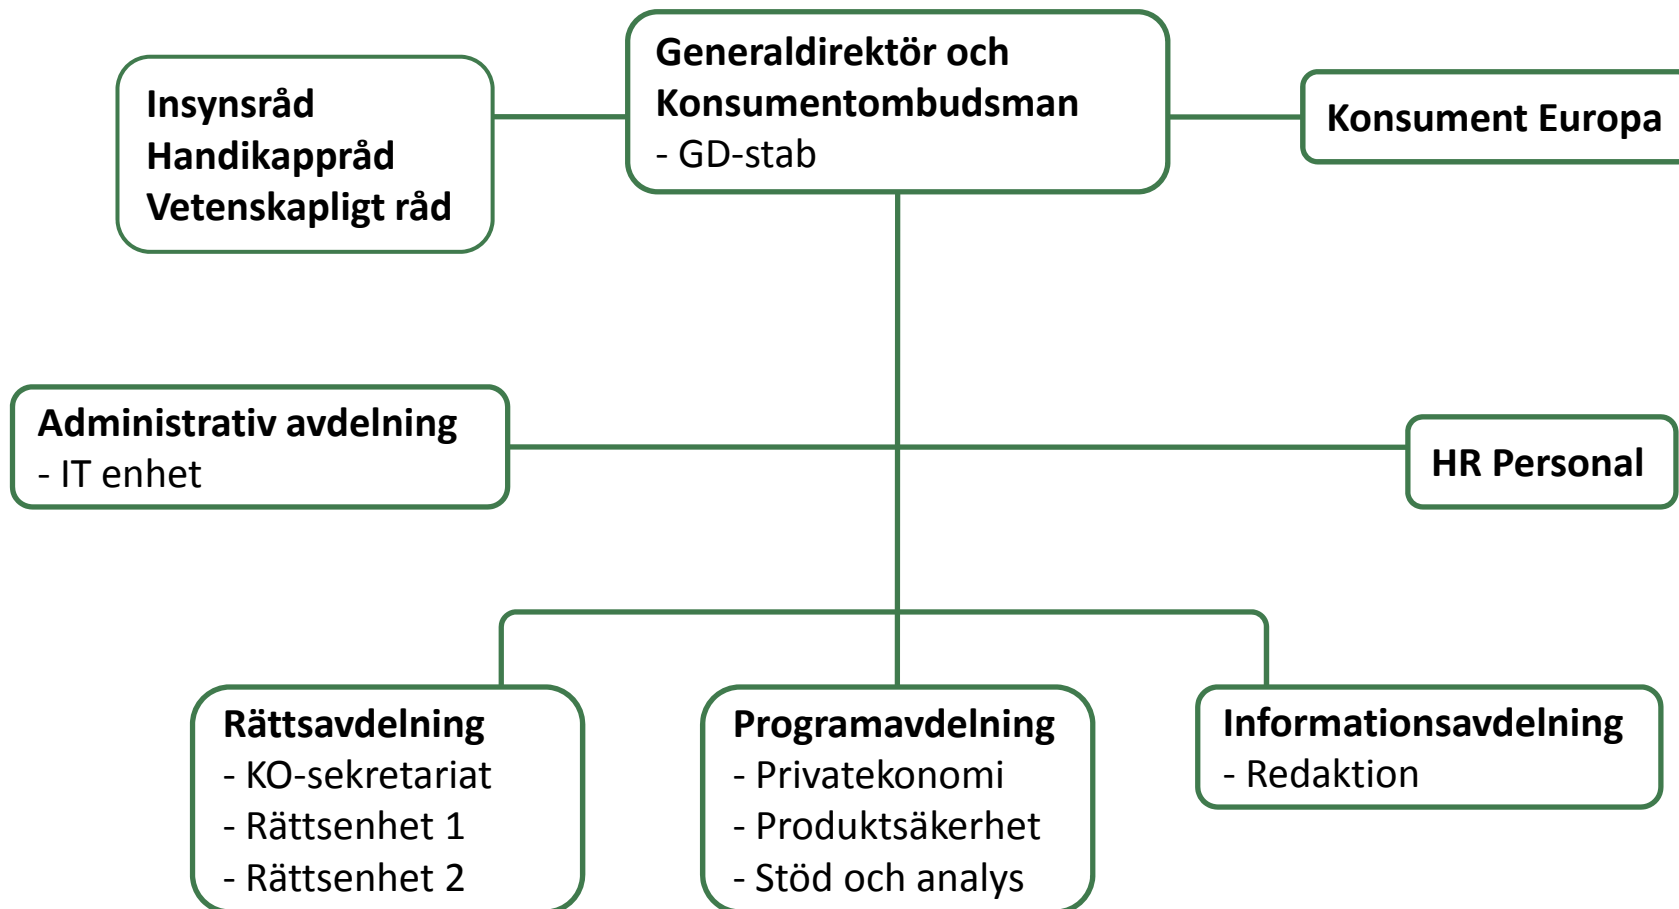 Generaldirektör och
Konsumentombudsman
- GD-stab
Insynsråd
Handikappråd
Vetenskapligt råd
Konsument Europa
Administrativ avdelning
- IT enhet
HR Personal
Rättsavdelning
- KO-sekretariat
- Rättsenhet 1
- Rättsenhet 2
Programavdelning
- Privatekonomi
- Produktsäkerhet
- Stöd och analys
Informationsavdelning
- Redaktion